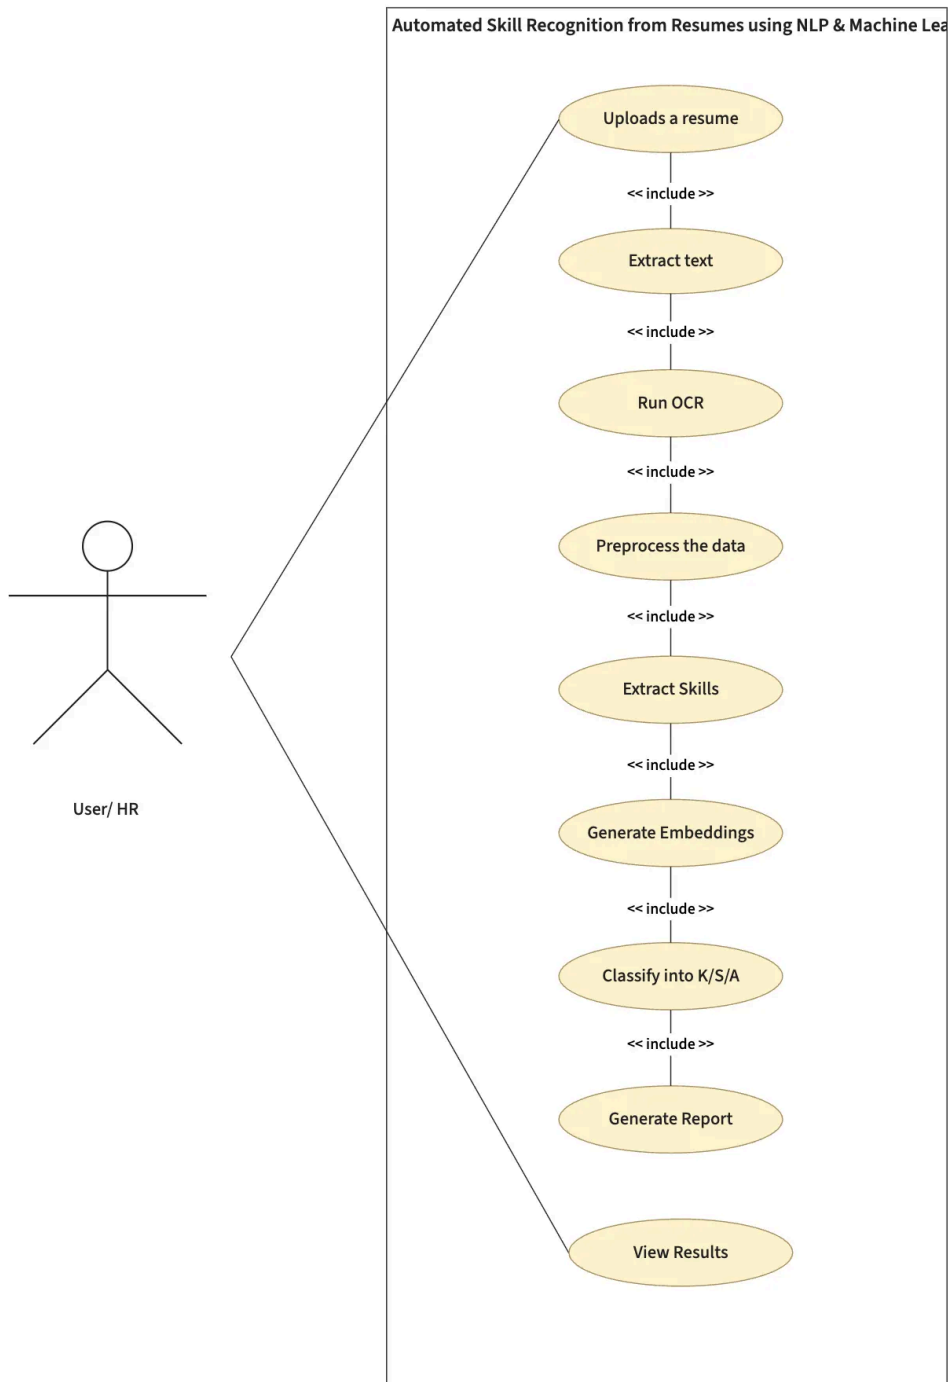 Automated Skill Recognition from Resumes using NLP & Machine Lea
Uploads a resume
<< include >>
Extract text
<< include >>
Run OCR
<< include >>
Preprocess the data
<< include >>
Extract Skills
<< include >>
Generate Embeddings
<< include >>
Classify into K/S/A
<< include >>
Generate Report
View Results
User/ HR